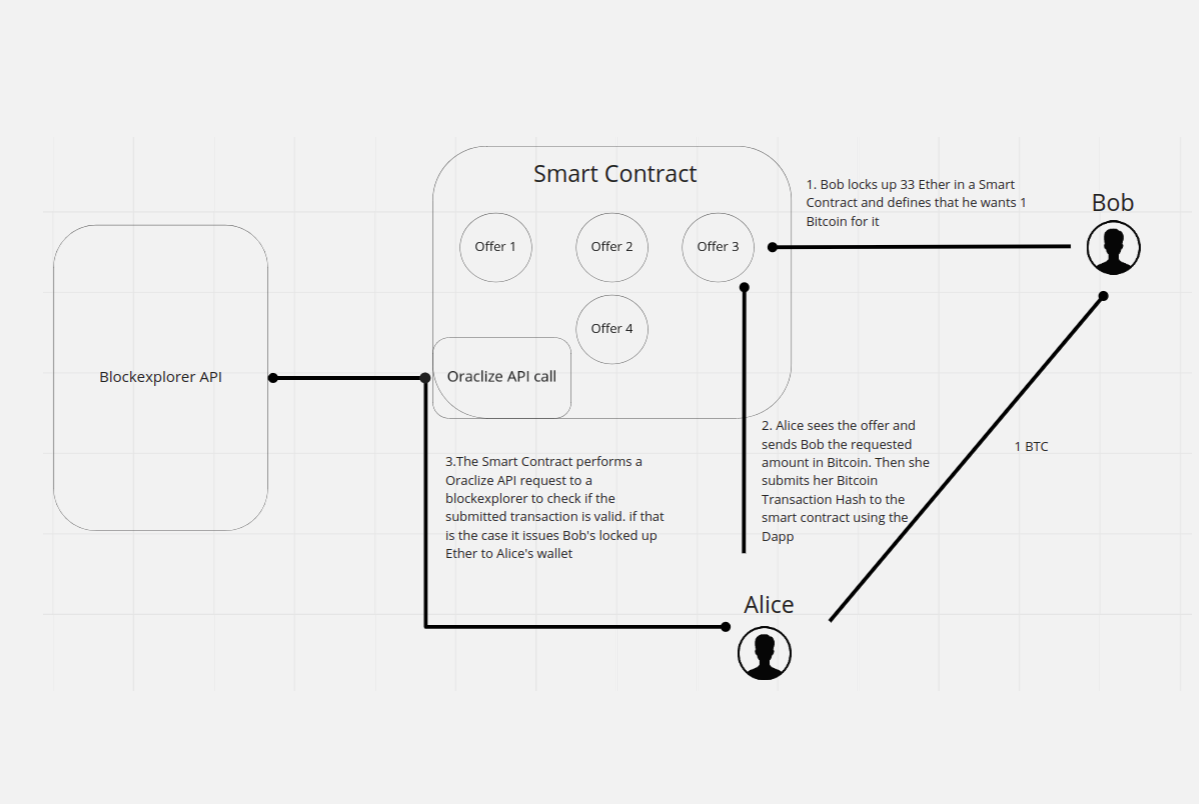 Smart Contract
1. Bob locks up 33 Ether in a Smart
Contract and defines that he wants 1
Bitcoin for it
Bob
Offer 1
Offer 2
Offer 3
Offer 4
Blockexplorer API
Oraclize API call
2. Alice sees the offer and
sends Bob the requested
amount in Bitcoin. Then she
submits her Bitcoin
Transaction Hash to the
smart contract using the
Dapp
1 BTC
3.The Smart Contract performs a
Oraclize API request to a
blockexplorer to check if the
submitted transaction is valid. if that
is the case it issues Bob's locked up
Ether to Alice's wallet
Alice